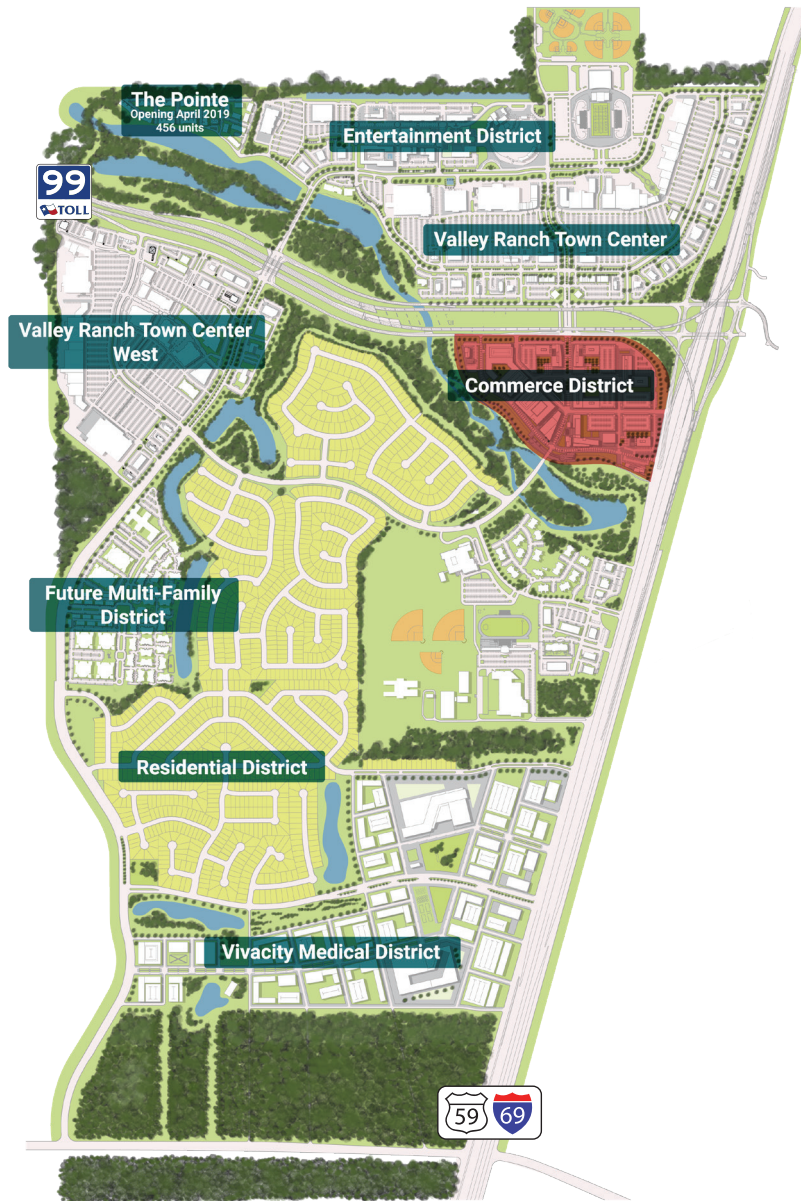 The Pointe
Opening April 2019
456 units
Entertainment District
99
TOLL
Valley Ranch Town Center
Valley Ranch Town Center
West
Commerce District
Future Multi-Family
District
Residential District
Vivacity Medical District
59 69